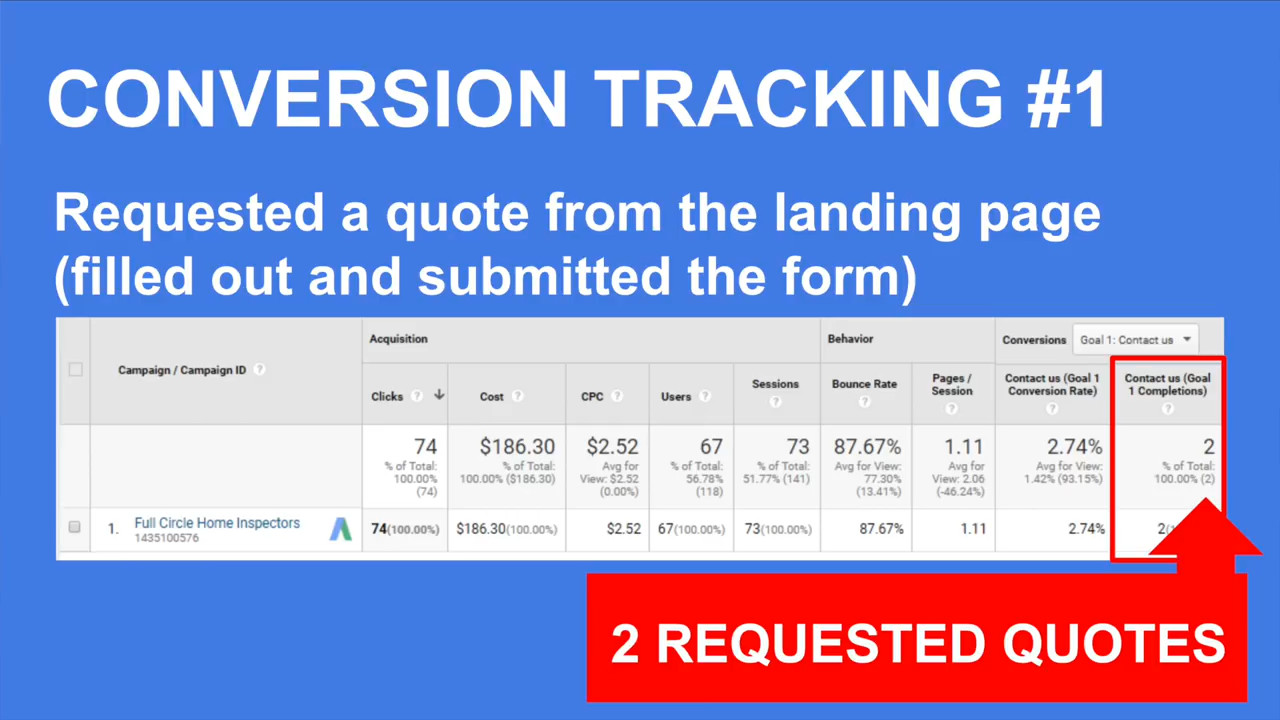 CONVERSION TRACKING #1
Requested a quote from the landing page
(filled out and submitted the form)
Campaign / Campaign ID ?
Acquisition
Behavior
Conversions Goal 1: Contact us
Clicks ?
Cost ?
CPC ?
Users ?
Sessions
?
Bounce Rate
?
Pages /
Session
?
Contact us (Goal 1
Conversion Rate)
?
Contact us (Goal
1 Completions)
?
74
% of Total:
100.00%
(74)
$186.30
% of Total:
100.00% ($186.30)
$2.52
Avg for
View: $2.52
(0.00%)
67
% of Total:
56.78%
(118)
73
% of Total:
51.77% (141)
87.67%
Avg for View:
77.30%
(13.41%)
1.11
Avg for
View: 2.06
(-46.24%)
2.74%
Avg for View:
1.42% (93.15%)
2
% of Total:
100.00% (2)
1. Full Circle Home Inspectors
1435100576
74(100.00%)
$186.30(100.00%)
$2.52
67(100.00%)
73(100.00%)
87.67%
1.11
2.74%
2
2 REQUESTED QUOTES